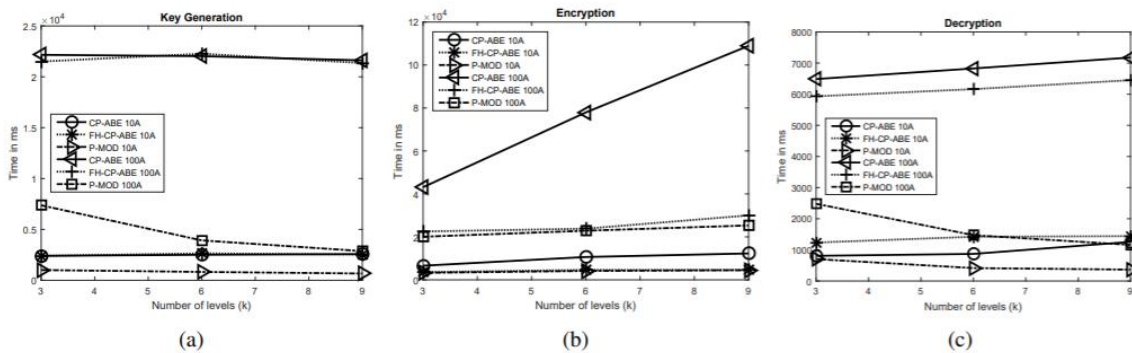 Key Generation
×10⁴
2.5
2
1.5
1
0.5
0
3 4 5 6 7 8 9
Time in ms
Number of levels (k)
CP-ABE 10A
FH-CP-ABE 10A
P-MOD 10A
CP-ABE 100A
FH-CP-ABE 100A
P-MOD 100A
(a)
Encryption
×10⁴
12
10
8
6
4
2
0
3 4 5 6 7 8 9
Time in ms
Number of levels (k)
CP-ABE 10A
FH-CP-ABE 10A
P-MOD 10A
CP-ABE 100A
FH-CP-ABE 100A
P-MOD 100A
(b)
Decryption
8000
7000
6000
5000
4000
3000
2000
1000
0
3 4 5 6 7 8 9
Time in ms
Number of levels (k)
CP-ABE 10A
FH-CP-ABE 10A
P-MOD 10A
CP-ABE 100A
FH-CP-ABE 100A
P-MOD 100A
(c)